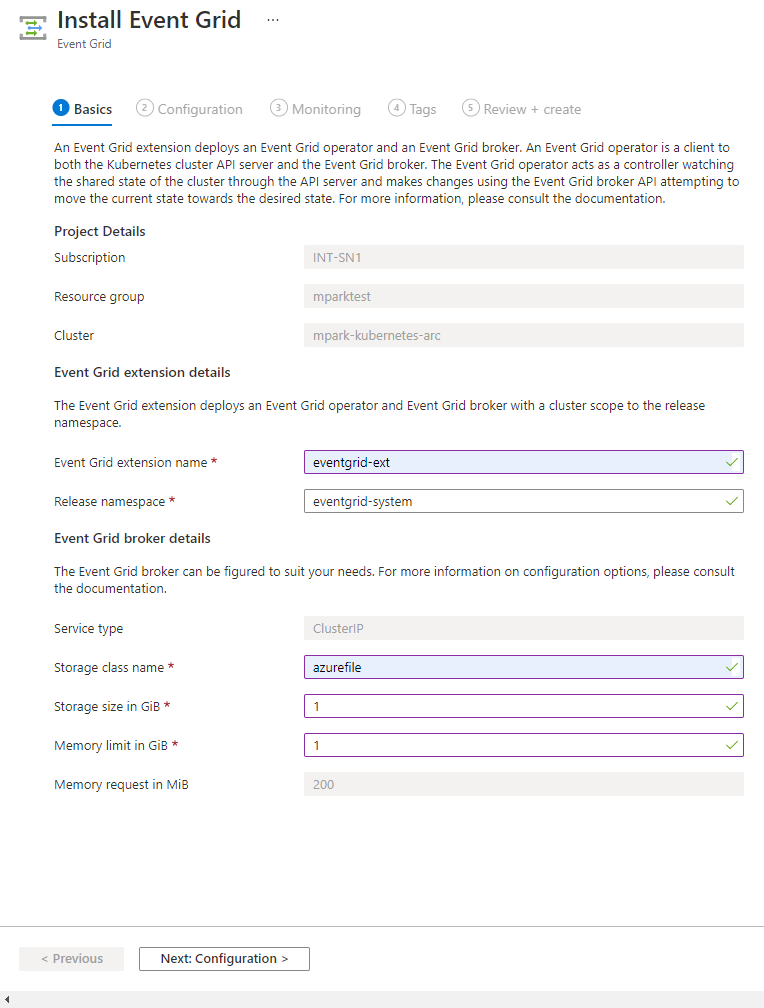 Install Event Grid ...
Event Grid
1 Basics 2 Configuration 3 Monitoring 4 Tags 5 Review + create
An Event Grid extension deploys an Event Grid operator and an Event Grid broker. An Event Grid operator is a client to
both the Kubernetes cluster API server and the Event Grid broker. The Event Grid operator acts as a controller watching
the shared state of the cluster through the API server and makes changes using the Event Grid broker API attempting to
move the current state towards the desired state. For more information, please consult the documentation.
Project Details
Subscription INT-SN1
Resource group mparktest
Cluster mpark-kubernetes-arc
Event Grid extension details
The Event Grid extension deploys an Event Grid operator and Event Grid broker with a cluster scope to the release
namespace.
Event Grid extension name * eventgrid-ext
Release namespace * eventgrid-system
Event Grid broker details
The Event Grid broker can be figured to suit your needs. For more information on configuration options, please consult
the documentation.
Service type ClusterIP
Storage class name * azurefile
Storage size in GiB * 1
Memory limit in GiB * 1
Memory request in MiB 200
< Previous Next: Configuration >